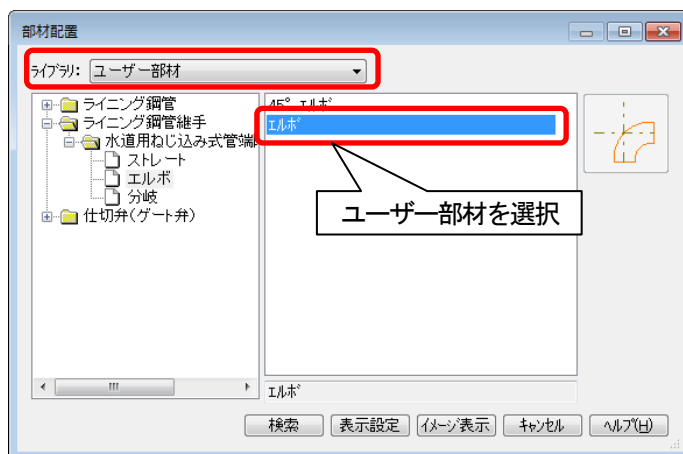 部材配置
ﾗｲﾌﾞﾗﾘ: ユーザー部材
ライニング鋼管
ライニング鋼管継手
水道用ねじ込み式管端
ストレート
エルボ
分岐
仕切弁(ゲート弁)
45° ｴﾙﾎﾞ
ｴﾙﾎﾞ
ユーザー部材を選択
ｴﾙﾎﾞ
検索 表示設定 ｲﾒｰｼﾞ表示 ｷｬﾝｾﾙ ﾍﾙﾌﾟ(H)